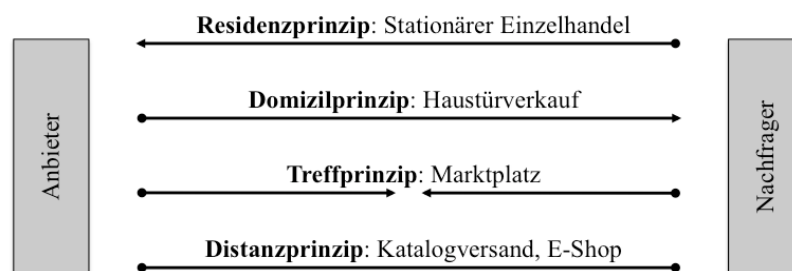 Residenzprinzip: Stationärer Einzelhandel
Domizilprinzip: Haustürverkauf
Treffprinzip: Marktplatz
Distanzprinzip: Katalogversand, E-Shop
Anbieter
Nachfrager